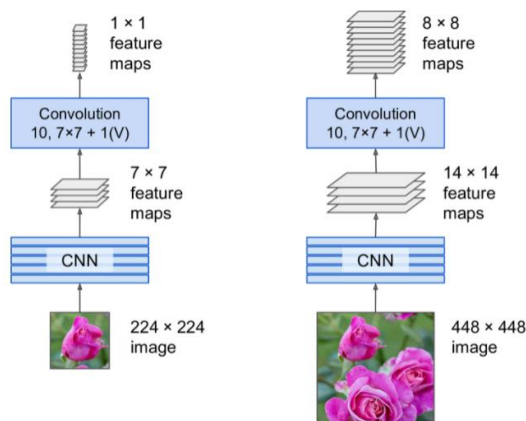 1 × 1
feature
maps
Convolution
10, 7×7 + 1(V)
7 × 7
feature
maps
CNN
224 × 224
image
8 × 8
feature
maps
Convolution
10, 7×7 + 1(V)
14 × 14
feature
maps
CNN
448 × 448
image